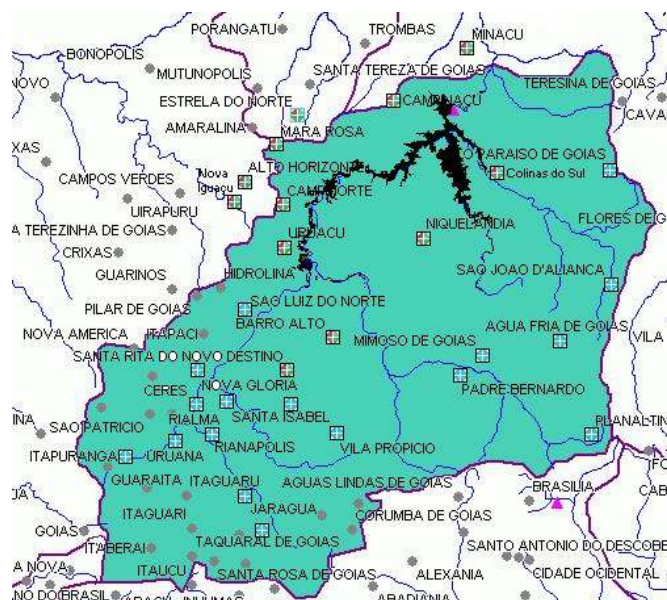 PORANGATU
TROMBAS
MINACU
BONOPOLIS
MUTUNOPOLIS
SANTA TEREZA DE GOIAS
NOVO
ESTRELA DO NORTE
CAMPINACU
TERESINA DE GOIAS
CAVA
AMARALINA
MARA ROSA
XAS
ALTO HORIZONTE
O PARAISO DE GOIAS
Colinas do Sul
Nova
Iguaçu
CAMPOS VERDES
CAMPINORTE
UIRAPURU
FLORES DE G
A TEREZINHA DE GOIAS
URUACU
NIQUELANDIA
CRIXAS
GUARINOS
HIDROLINA
SAO JOAO D'ALIANCA
PILAR DE GOIAS
SAO LUIZ DO NORTE
NOVA AMERICA
ITAPACI
BARRO ALTO
MIMOSO DE GOIAS
AGUA FRIA DE GOIAS
VILA
SANTA RITA DO NOVO DESTINO
CERES
NOVA GLORIA
PADRE BERNARDO
INA
SAO PATRICIO
RIALMA
SANTA ISABEL
PLANALTIN
ITAPURANGA
URUANA
RIANAPOLIS
VILA PROPICIO
GUARAITA
ITAGUARU
AGUAS LINDAS DE GOIAS
BRASILIA
CAB
ITAGUARI
JARAGUA
CORUMBA DE GOIAS
GOIAS
ITABERAI
TAQUARAL DE GOIAS
SANTO ANTONIO DO DESCOBE
A NOVA
ITAUCU
SANTA ROSA DE GOIAS
ALEXANIA
CIDADE OCIDENTAL
NO DO BRASIL
INHUMAS
ABADIANIA